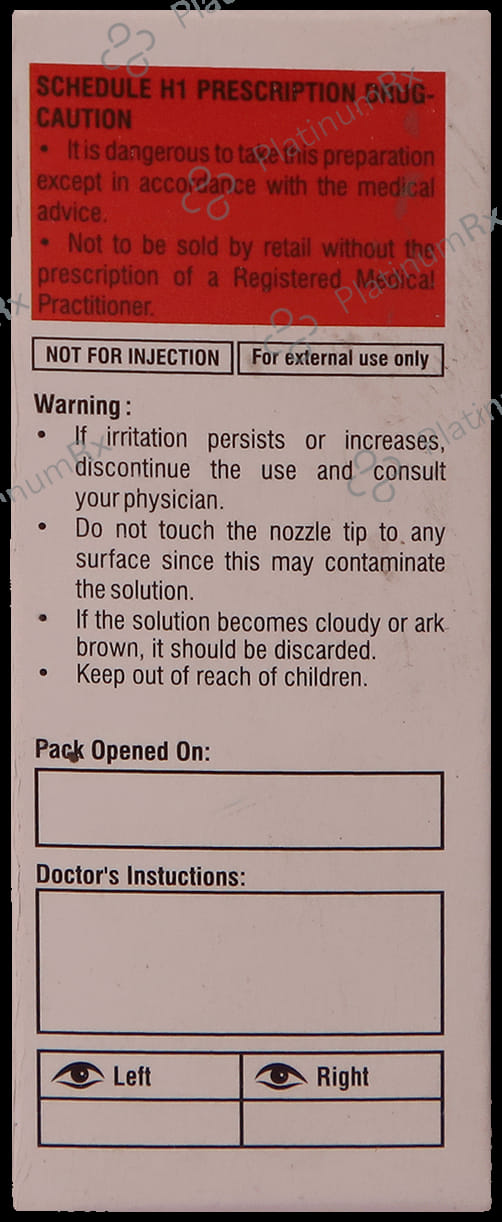 SCHEDULE H1 PRESCRIPTION DRUG-
CAUTION
• It is dangerous to take this preparation
except in accordance with the medical
advice.
• Not to be sold by retail without the
prescription of a Registered Medical
Practitioner.
NOT FOR INJECTION For external use only
Warning :
• If irritation persists or increases,
discontinue the use and consult
your physician.
• Do not touch the nozzle tip to any
surface since this may contaminate
the solution.
• If the solution becomes cloudy or ark
brown, it should be discarded.
• Keep out of reach of children.
Pack Opened On:
Doctor's Instuctions:
Left Right
PlatinumRx
PlatinumRx
PlatinumRx